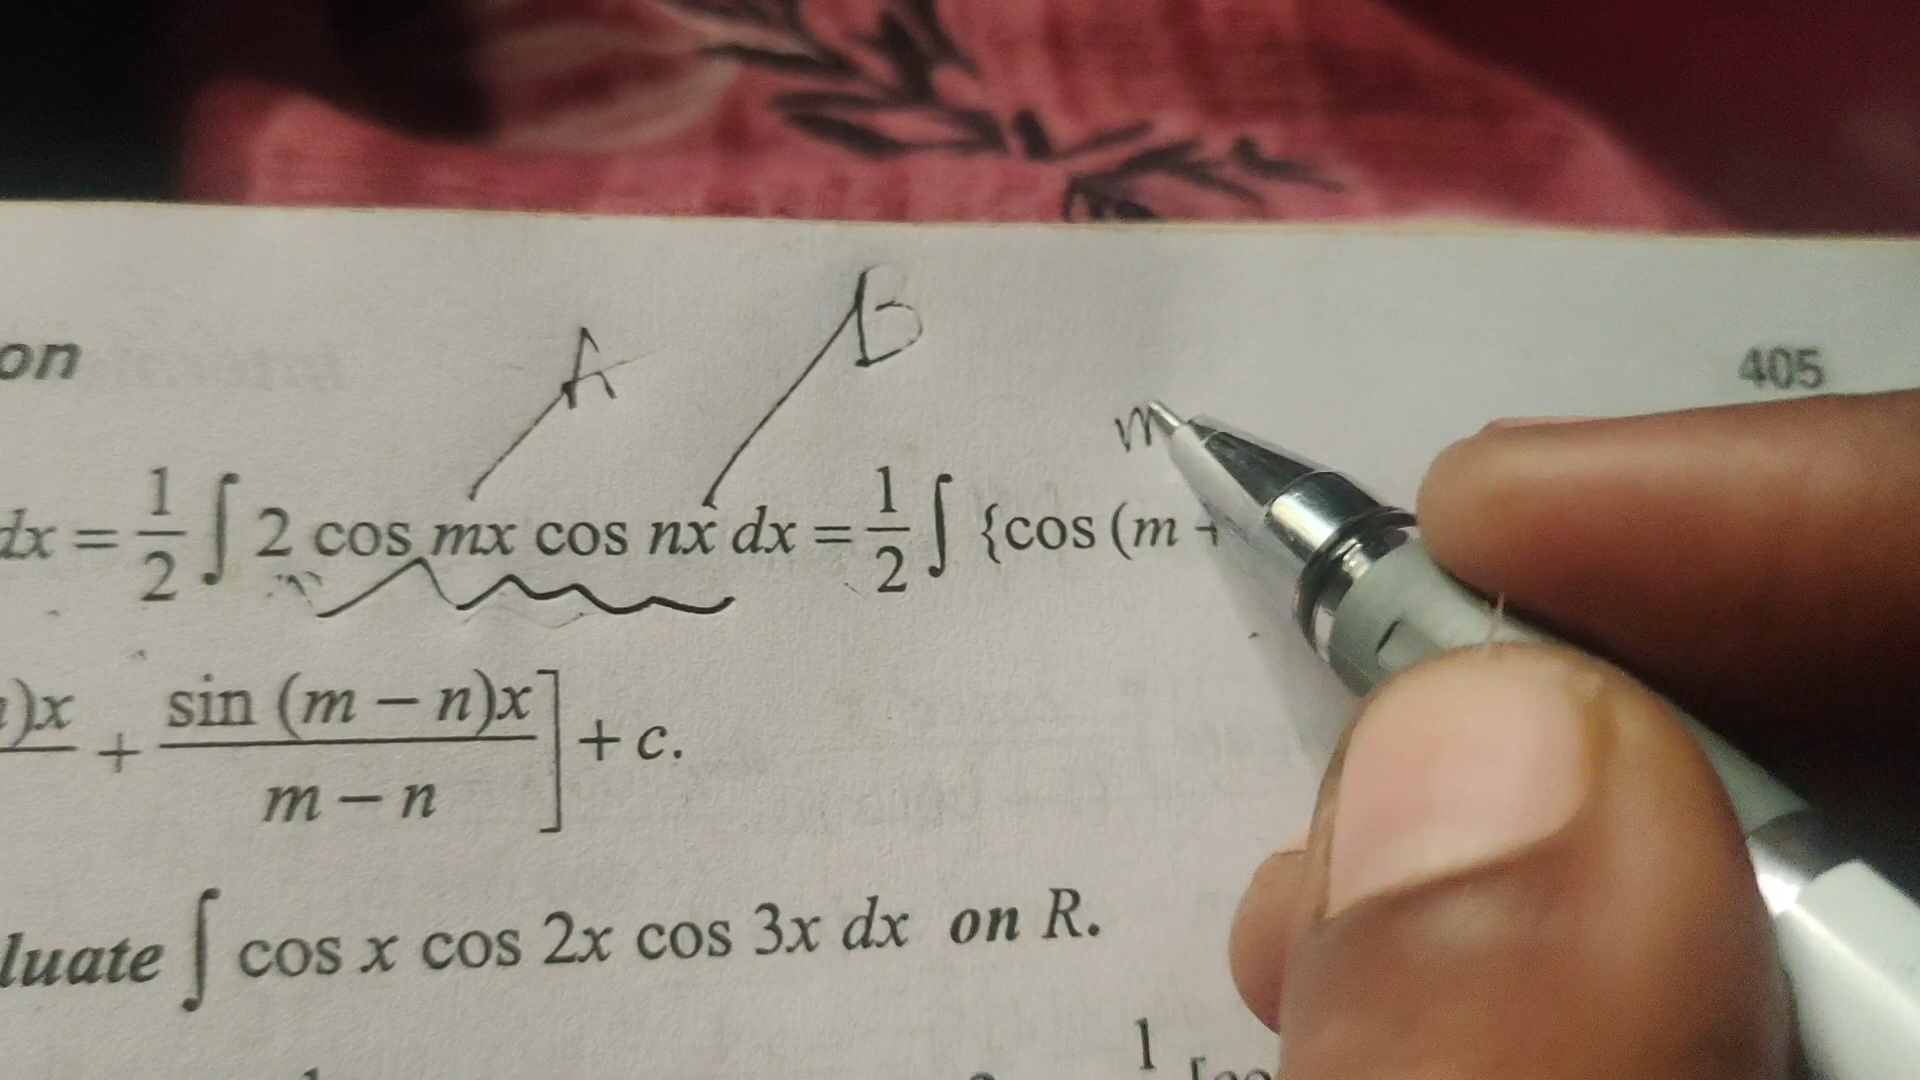 A B
on 405
m
dx = 1/2 ∫ 2 cos mx cos nx dx = 1/2 ∫ {cos (m +
)x + sin (m − n)x / m − n ] + c.
luate ∫ cos x cos 2x cos 3x dx on R.
1